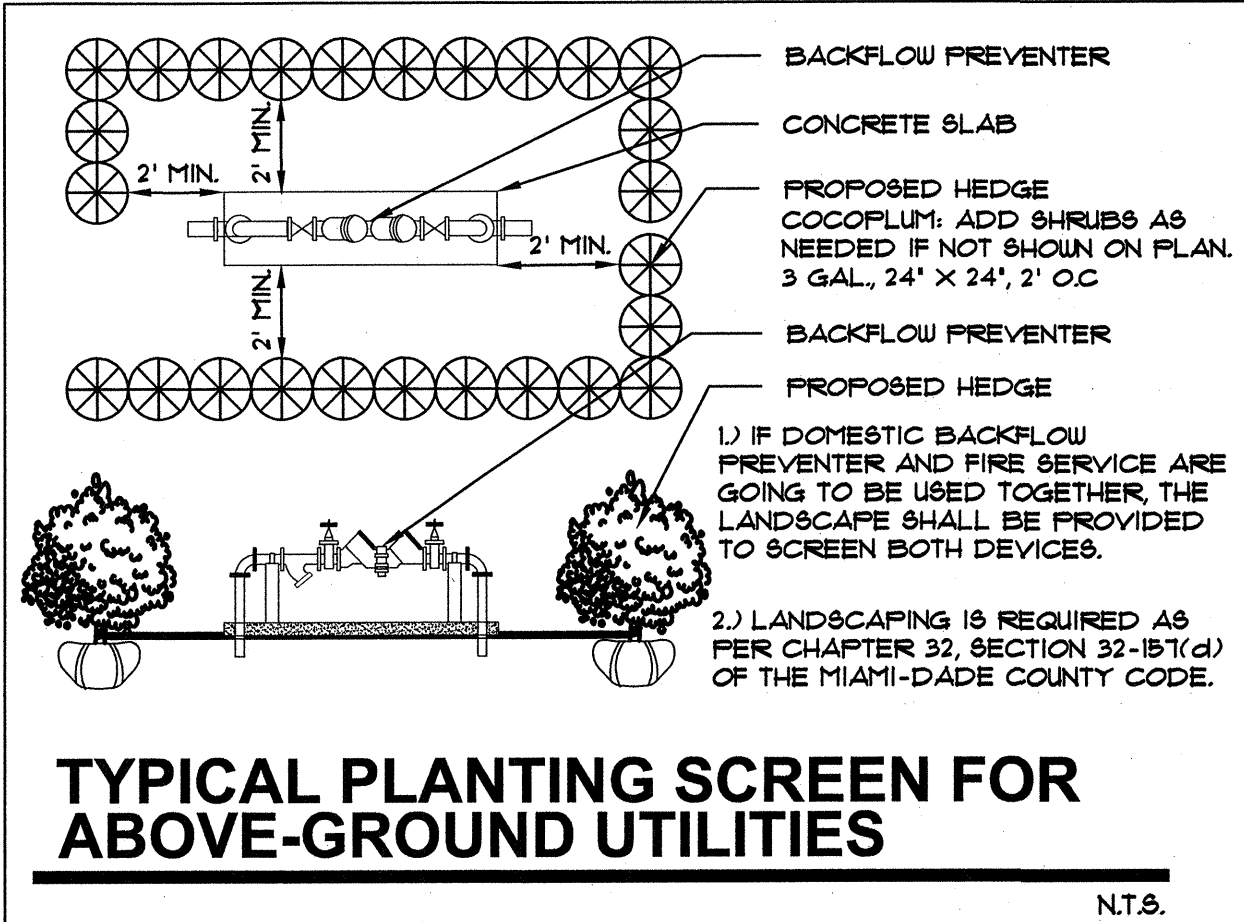 BACKFLOW PREVENTER
CONCRETE SLAB
PROPOSED HEDGE
COCOPLUM: ADD SHRUBS AS
NEEDED IF NOT SHOWN ON PLAN.
3 GAL., 24" X 24", 2' O.C
BACKFLOW PREVENTER
PROPOSED HEDGE
2' MIN.
2' MIN.
2' MIN.
2' MIN.
1.) IF DOMESTIC BACKFLOW
PREVENTER AND FIRE SERVICE ARE
GOING TO BE USED TOGETHER, THE
LANDSCAPE SHALL BE PROVIDED
TO SCREEN BOTH DEVICES.
2.) LANDSCAPING IS REQUIRED AS
PER CHAPTER 32, SECTION 32-157(d)
OF THE MIAMI-DADE COUNTY CODE.
TYPICAL PLANTING SCREEN FOR
ABOVE-GROUND UTILITIES
N.T.S.